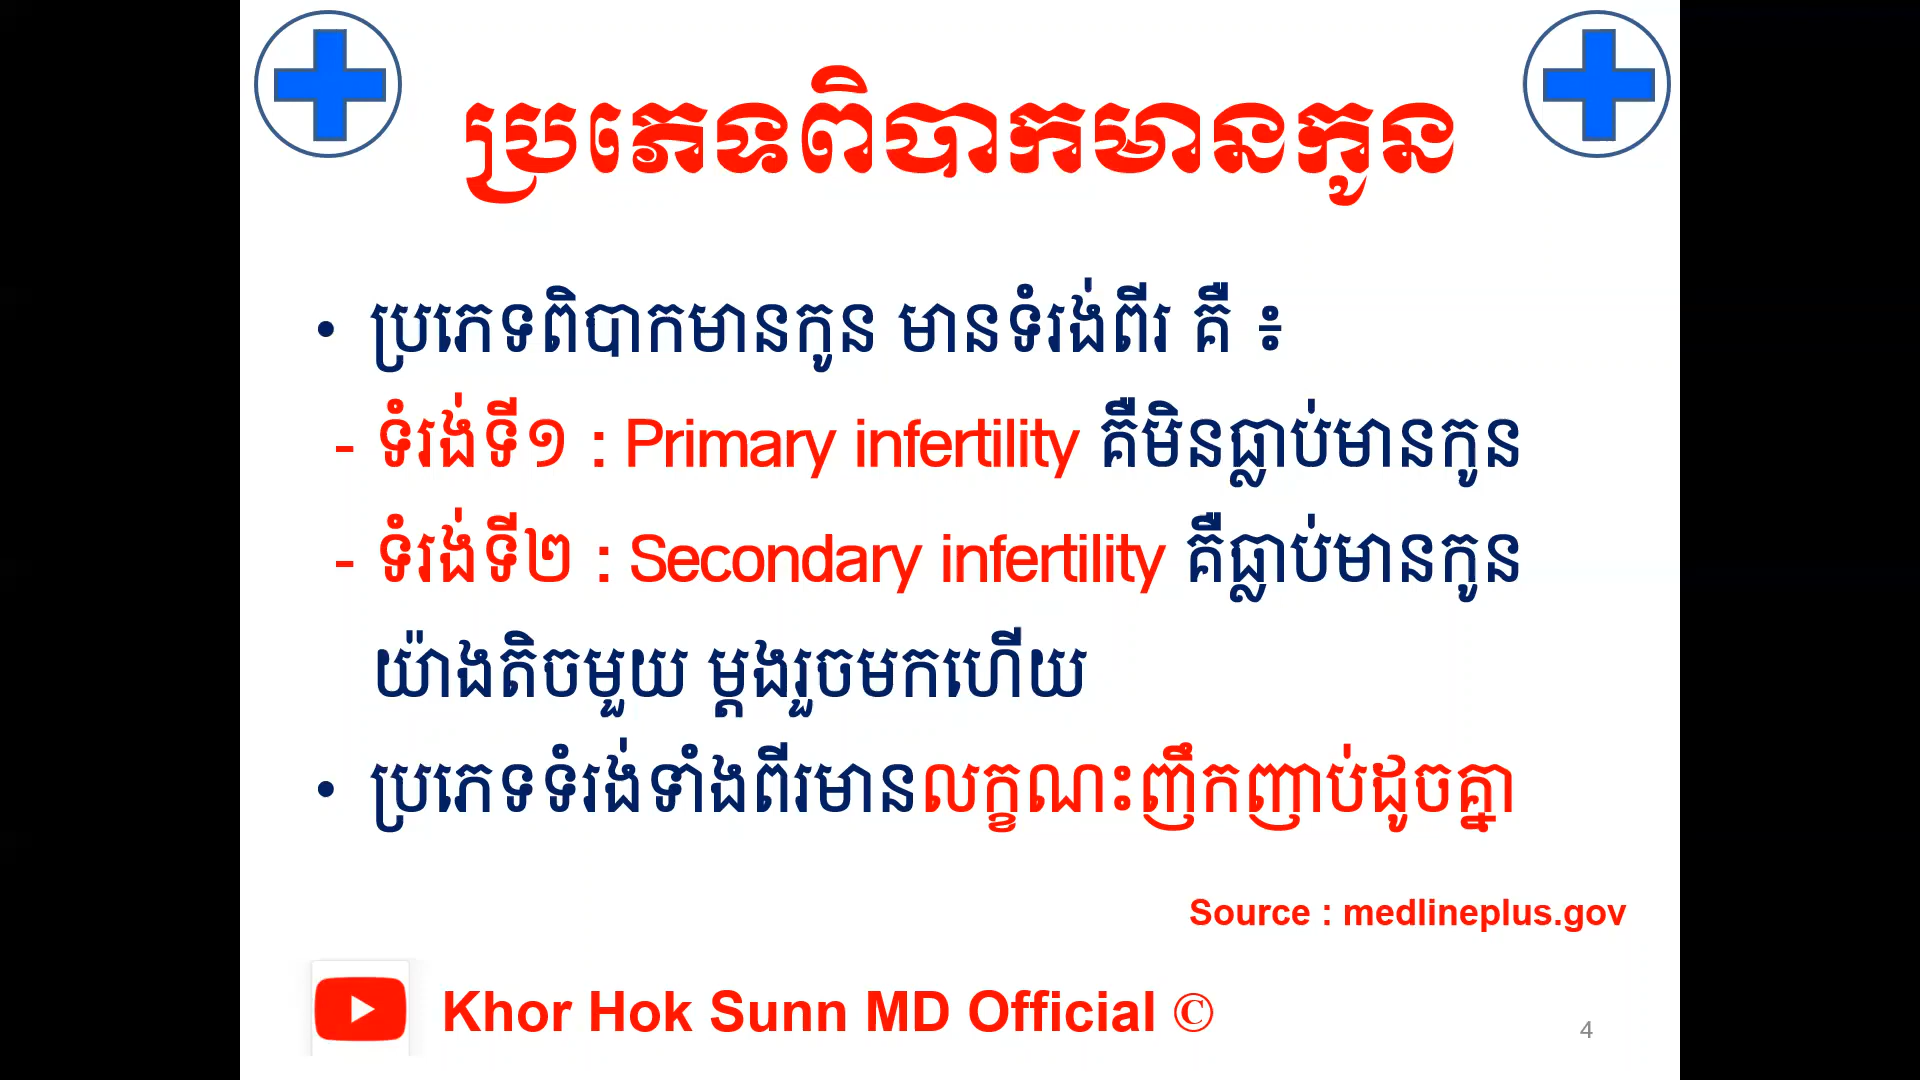 ប្រភេទពិបាកមានកូន
• ប្រភេទពិបាកមានកូន មានទំរង់ពីរ គឺ ៖
- ទំរង់ទី១ : Primary infertility គឺមិនធ្លាប់មានកូន
- ទំរង់ទី២ : Secondary infertility គឺធ្លាប់មានកូន
យ៉ាងតិចមួយ ម្តងរួចមកហើយ
• ប្រភេទទំរង់ទាំងពីរមានលក្ខណះញឹកញាប់ដូចគ្នា
Source : medlineplus.gov
Khor Hok Sunn MD Official ©
4